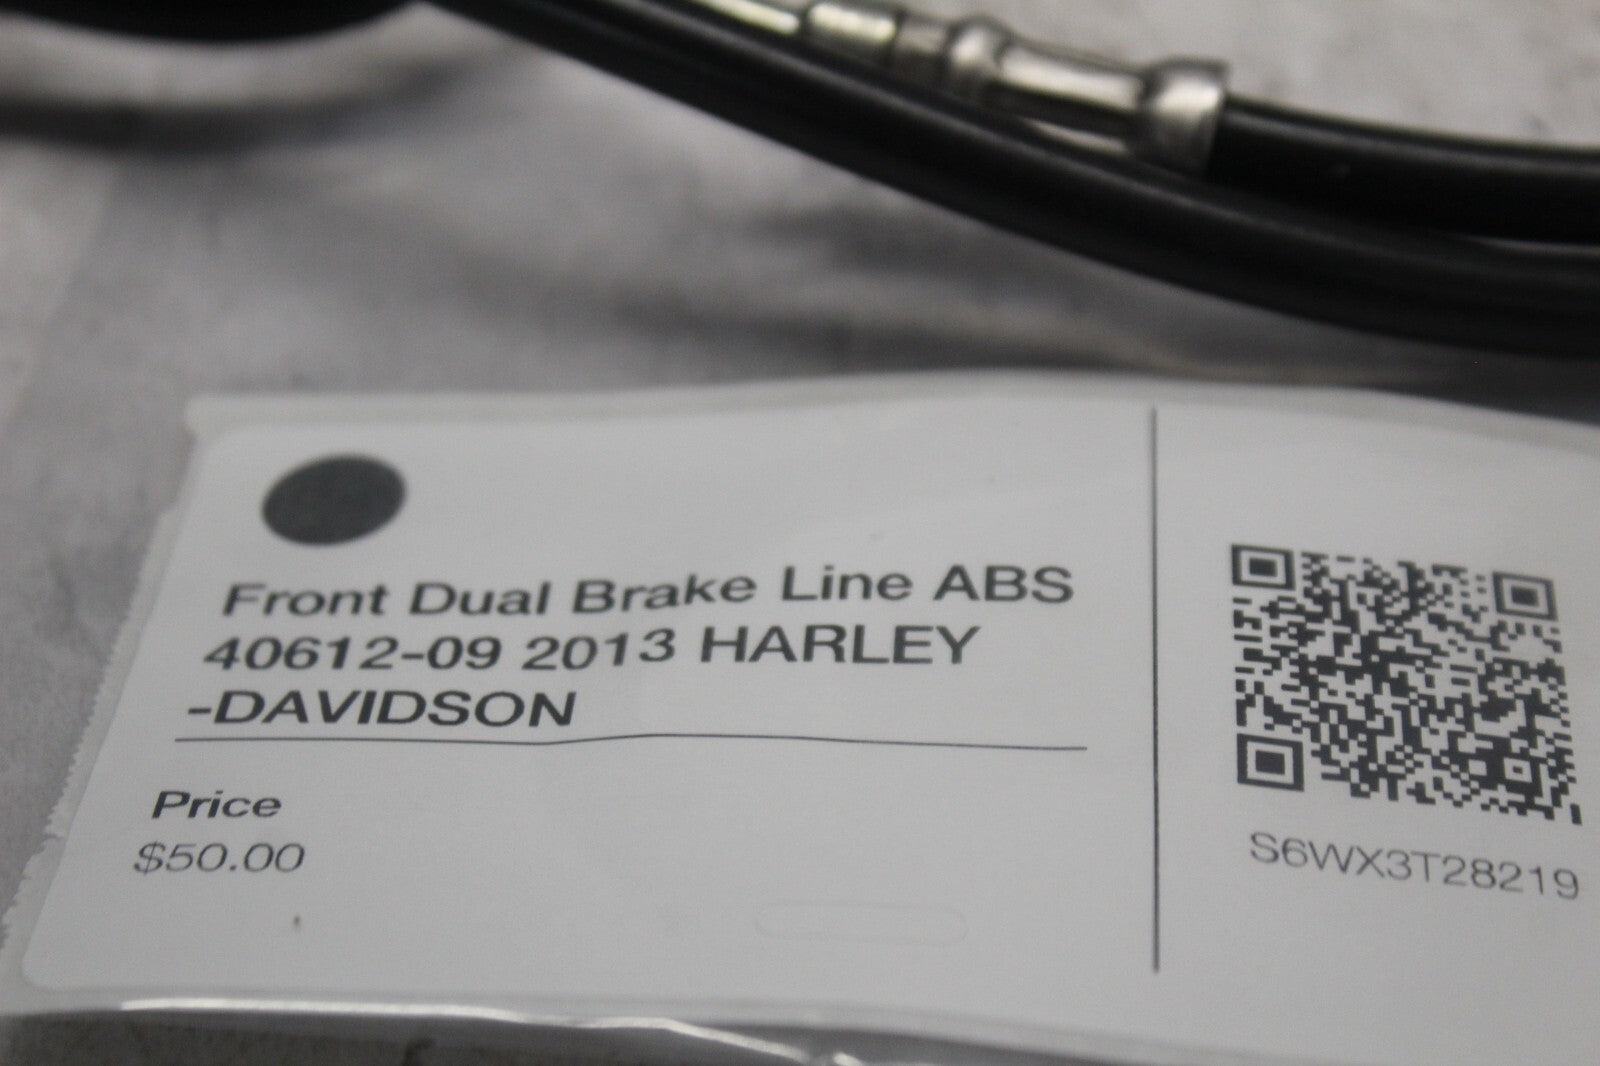 Front Dual Brake Line ABS
40612-09 2013 HARLEY
-DAVIDSON
Price
$50.00
S6WX3T28219